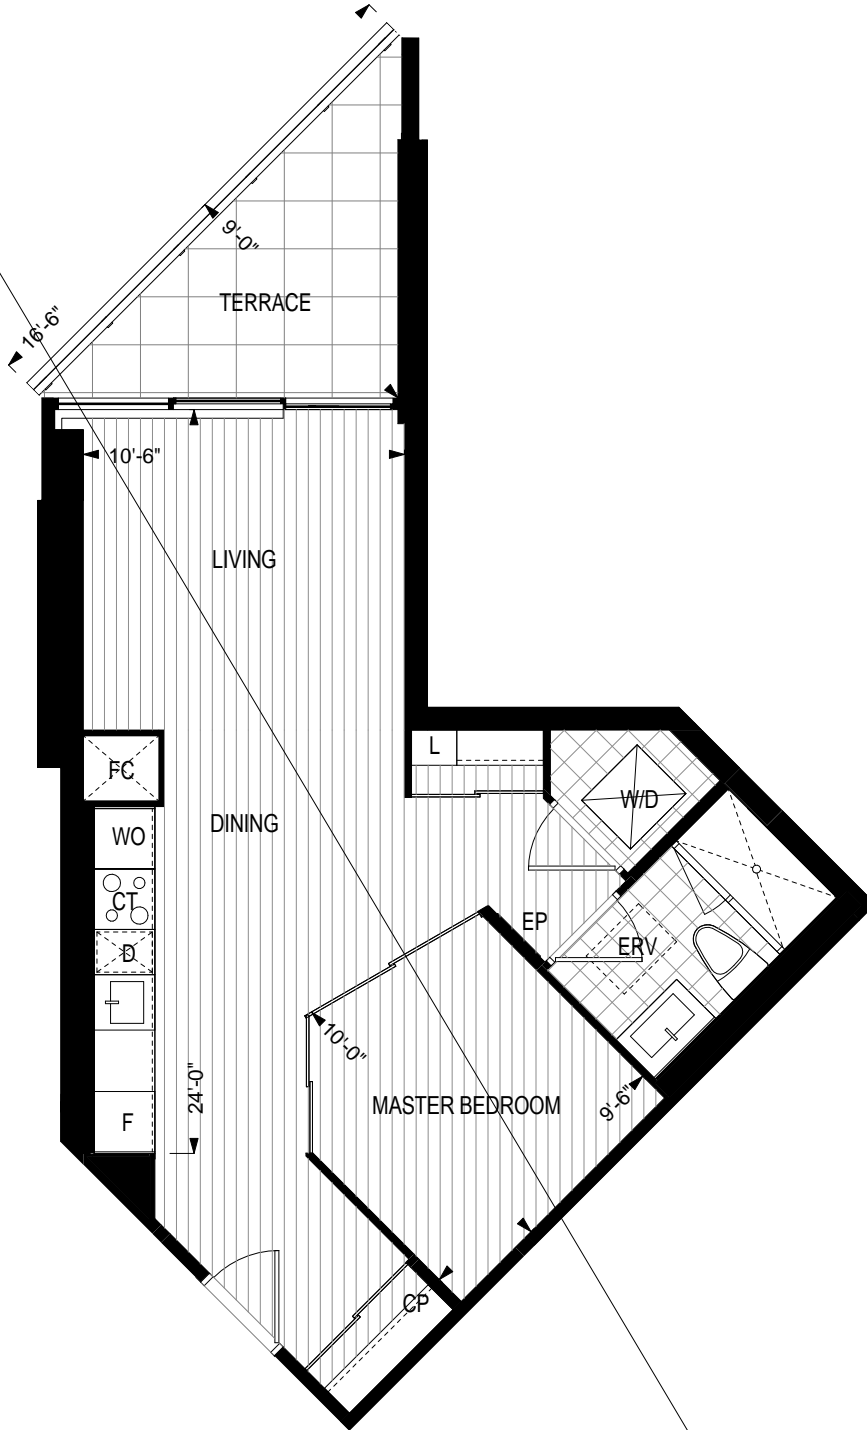 9'-0"
TERRACE
16'-6"
10'-6"
LIVING
L
FC
W/D
DINING
WO
CT
EP
ERV
D
10'-0"
24'-0"
MASTER BEDROOM
9'-6"
F
CP